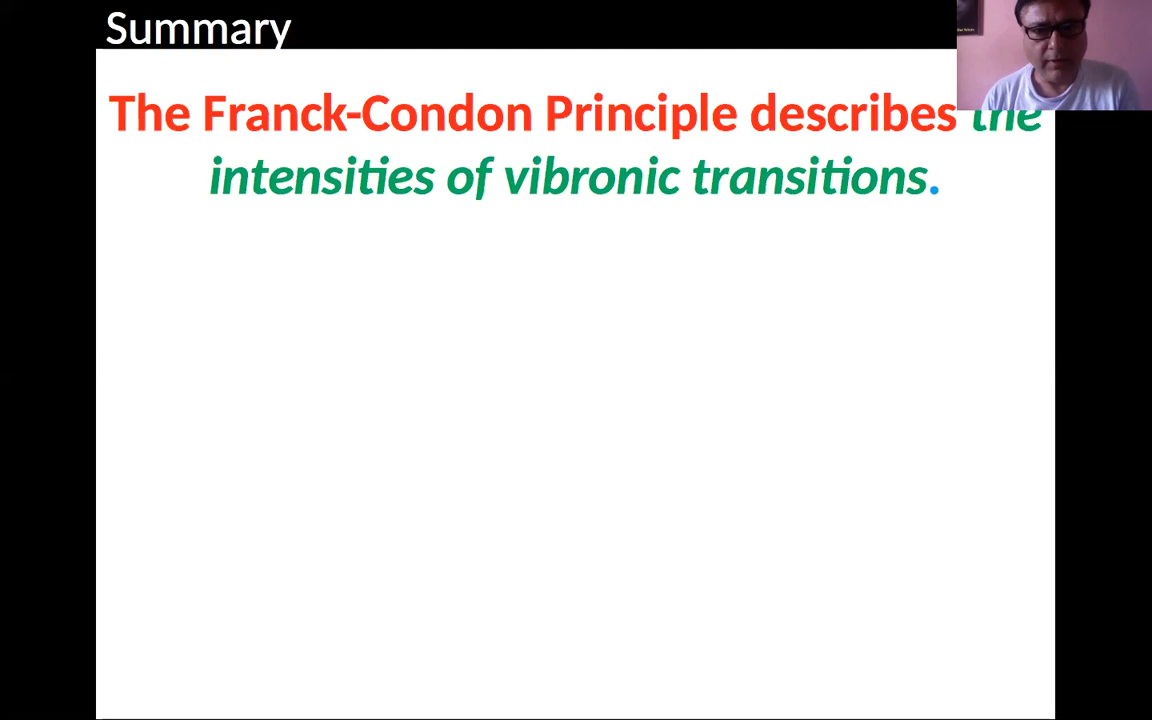 Summary
The Franck-Condon Principle describes the
intensities of vibronic transitions.